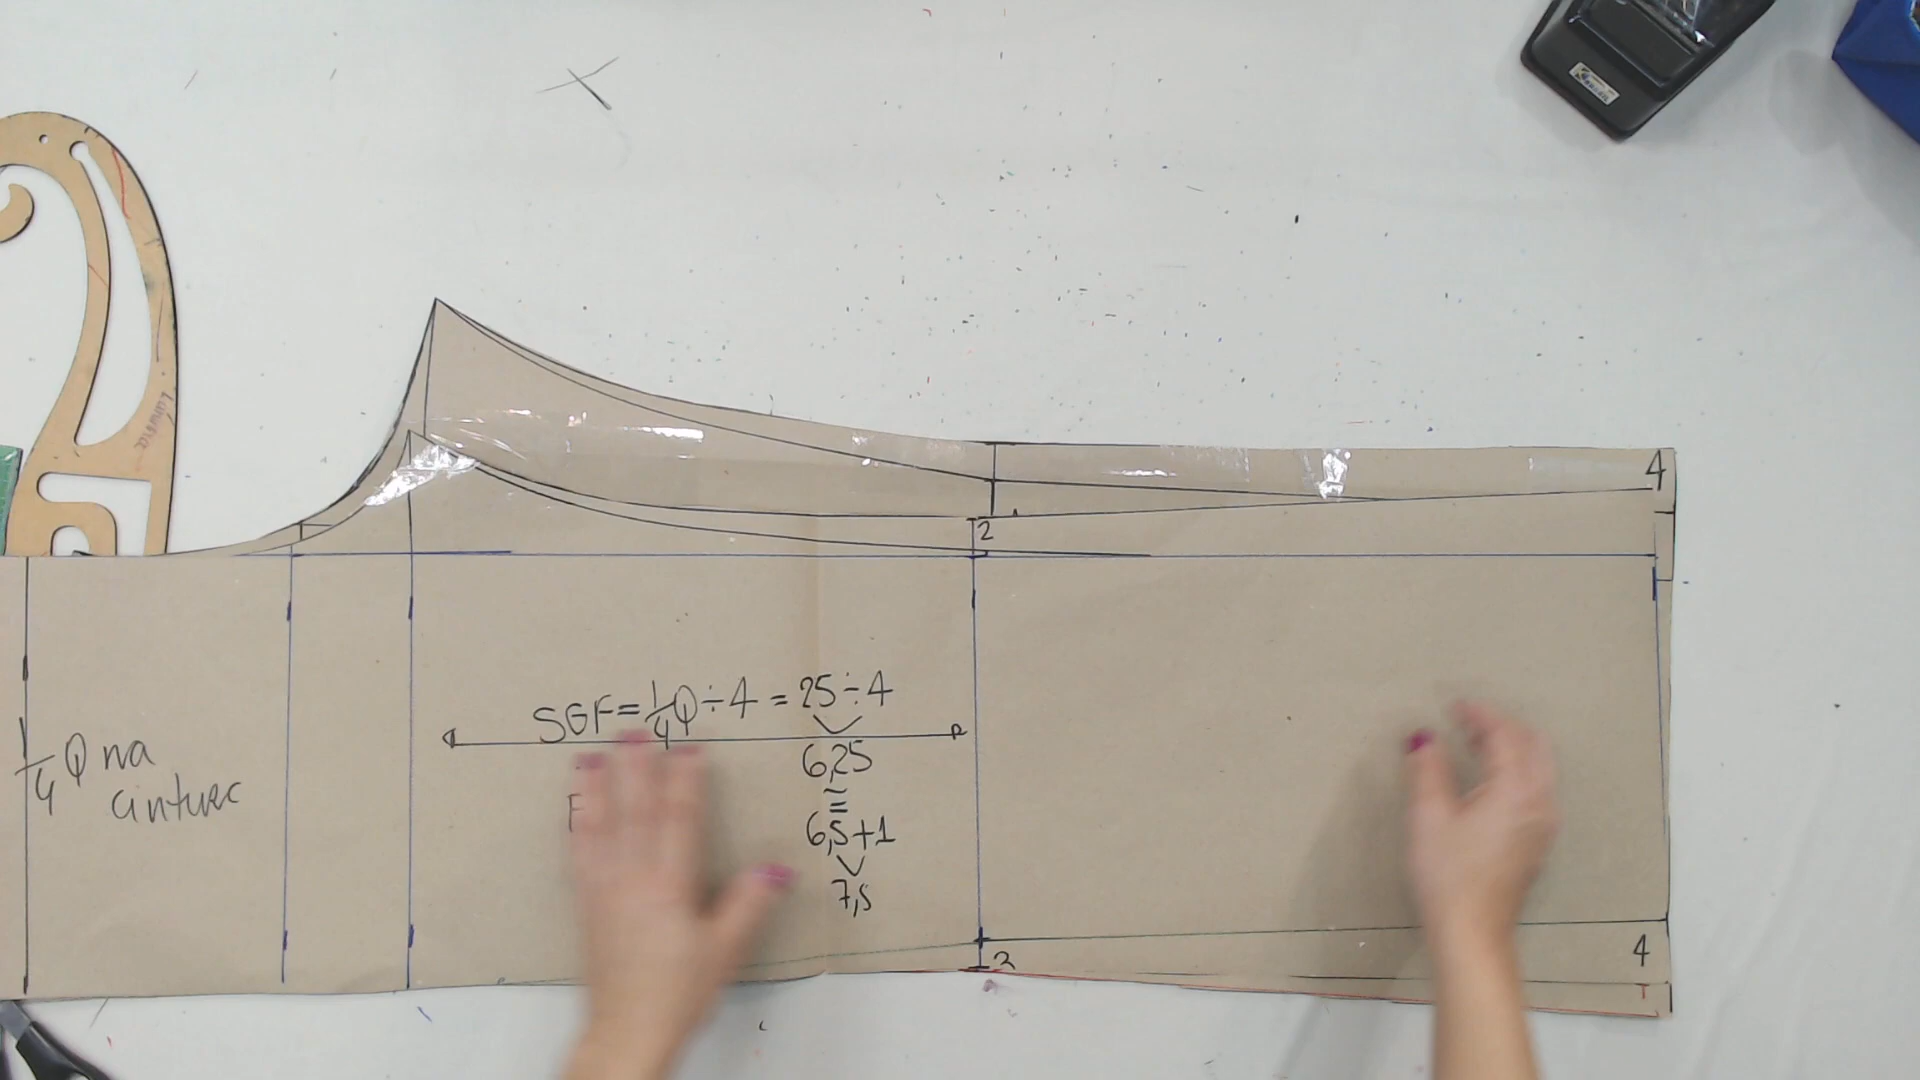 4
2
SGF = 1/4 Q ÷ 4 = 25 ÷ 4
6,25
≅
6,5+1
7,5
1/4 Q na
cintura
F
4